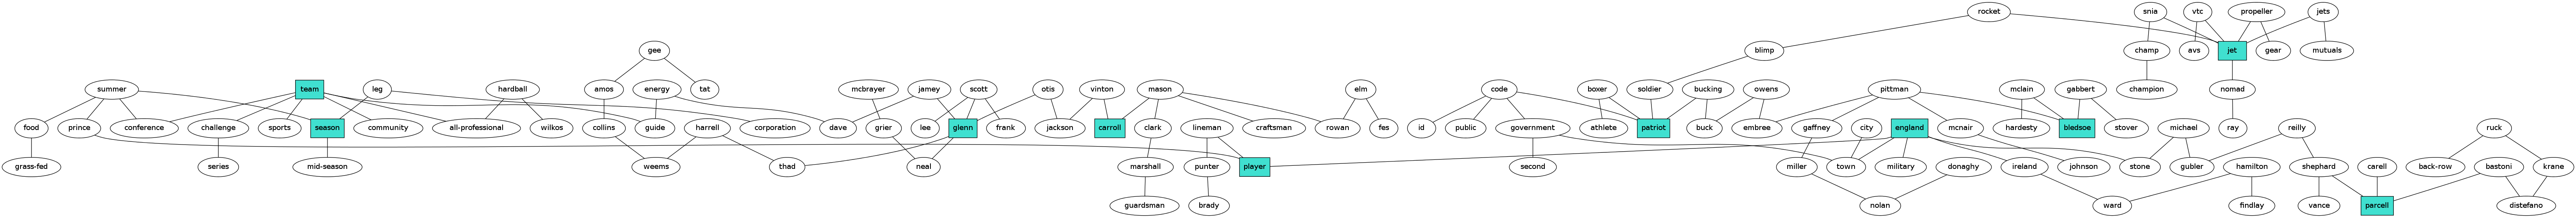 rocket
snia
vtc
propeller
jets
gee
blimp
champ
avs
jet
gear
mutuals
summer
team
leg
hardball
amos
energy
tat
mcbrayer
jamey
scott
otis
vinton
mason
elm
code
boxer
soldier
bucking
owens
pittman
mclain
gabbert
champion
nomad
food
prince
conference
challenge
sports
season
community
all-professional
wilkos
collins
guide
harrell
corporation
dave
grier
lee
glenn
frank
jackson
carroll
clark
lineman
craftsman
rowan
fes
id
public
government
athlete
patriot
buck
embree
gaffney
city
england
mcnair
hardesty
bledsoe
stover
michael
ray
reilly
ruck
grass-fed
series
mid-season
weems
thad
neal
marshall
punter
player
second
miller
town
military
donaghy
ireland
johnson
stone
gubler
hamilton
shephard
carell
back-row
bastoni
krane
guardsman
brady
nolan
ward
findlay
vance
parcell
distefano